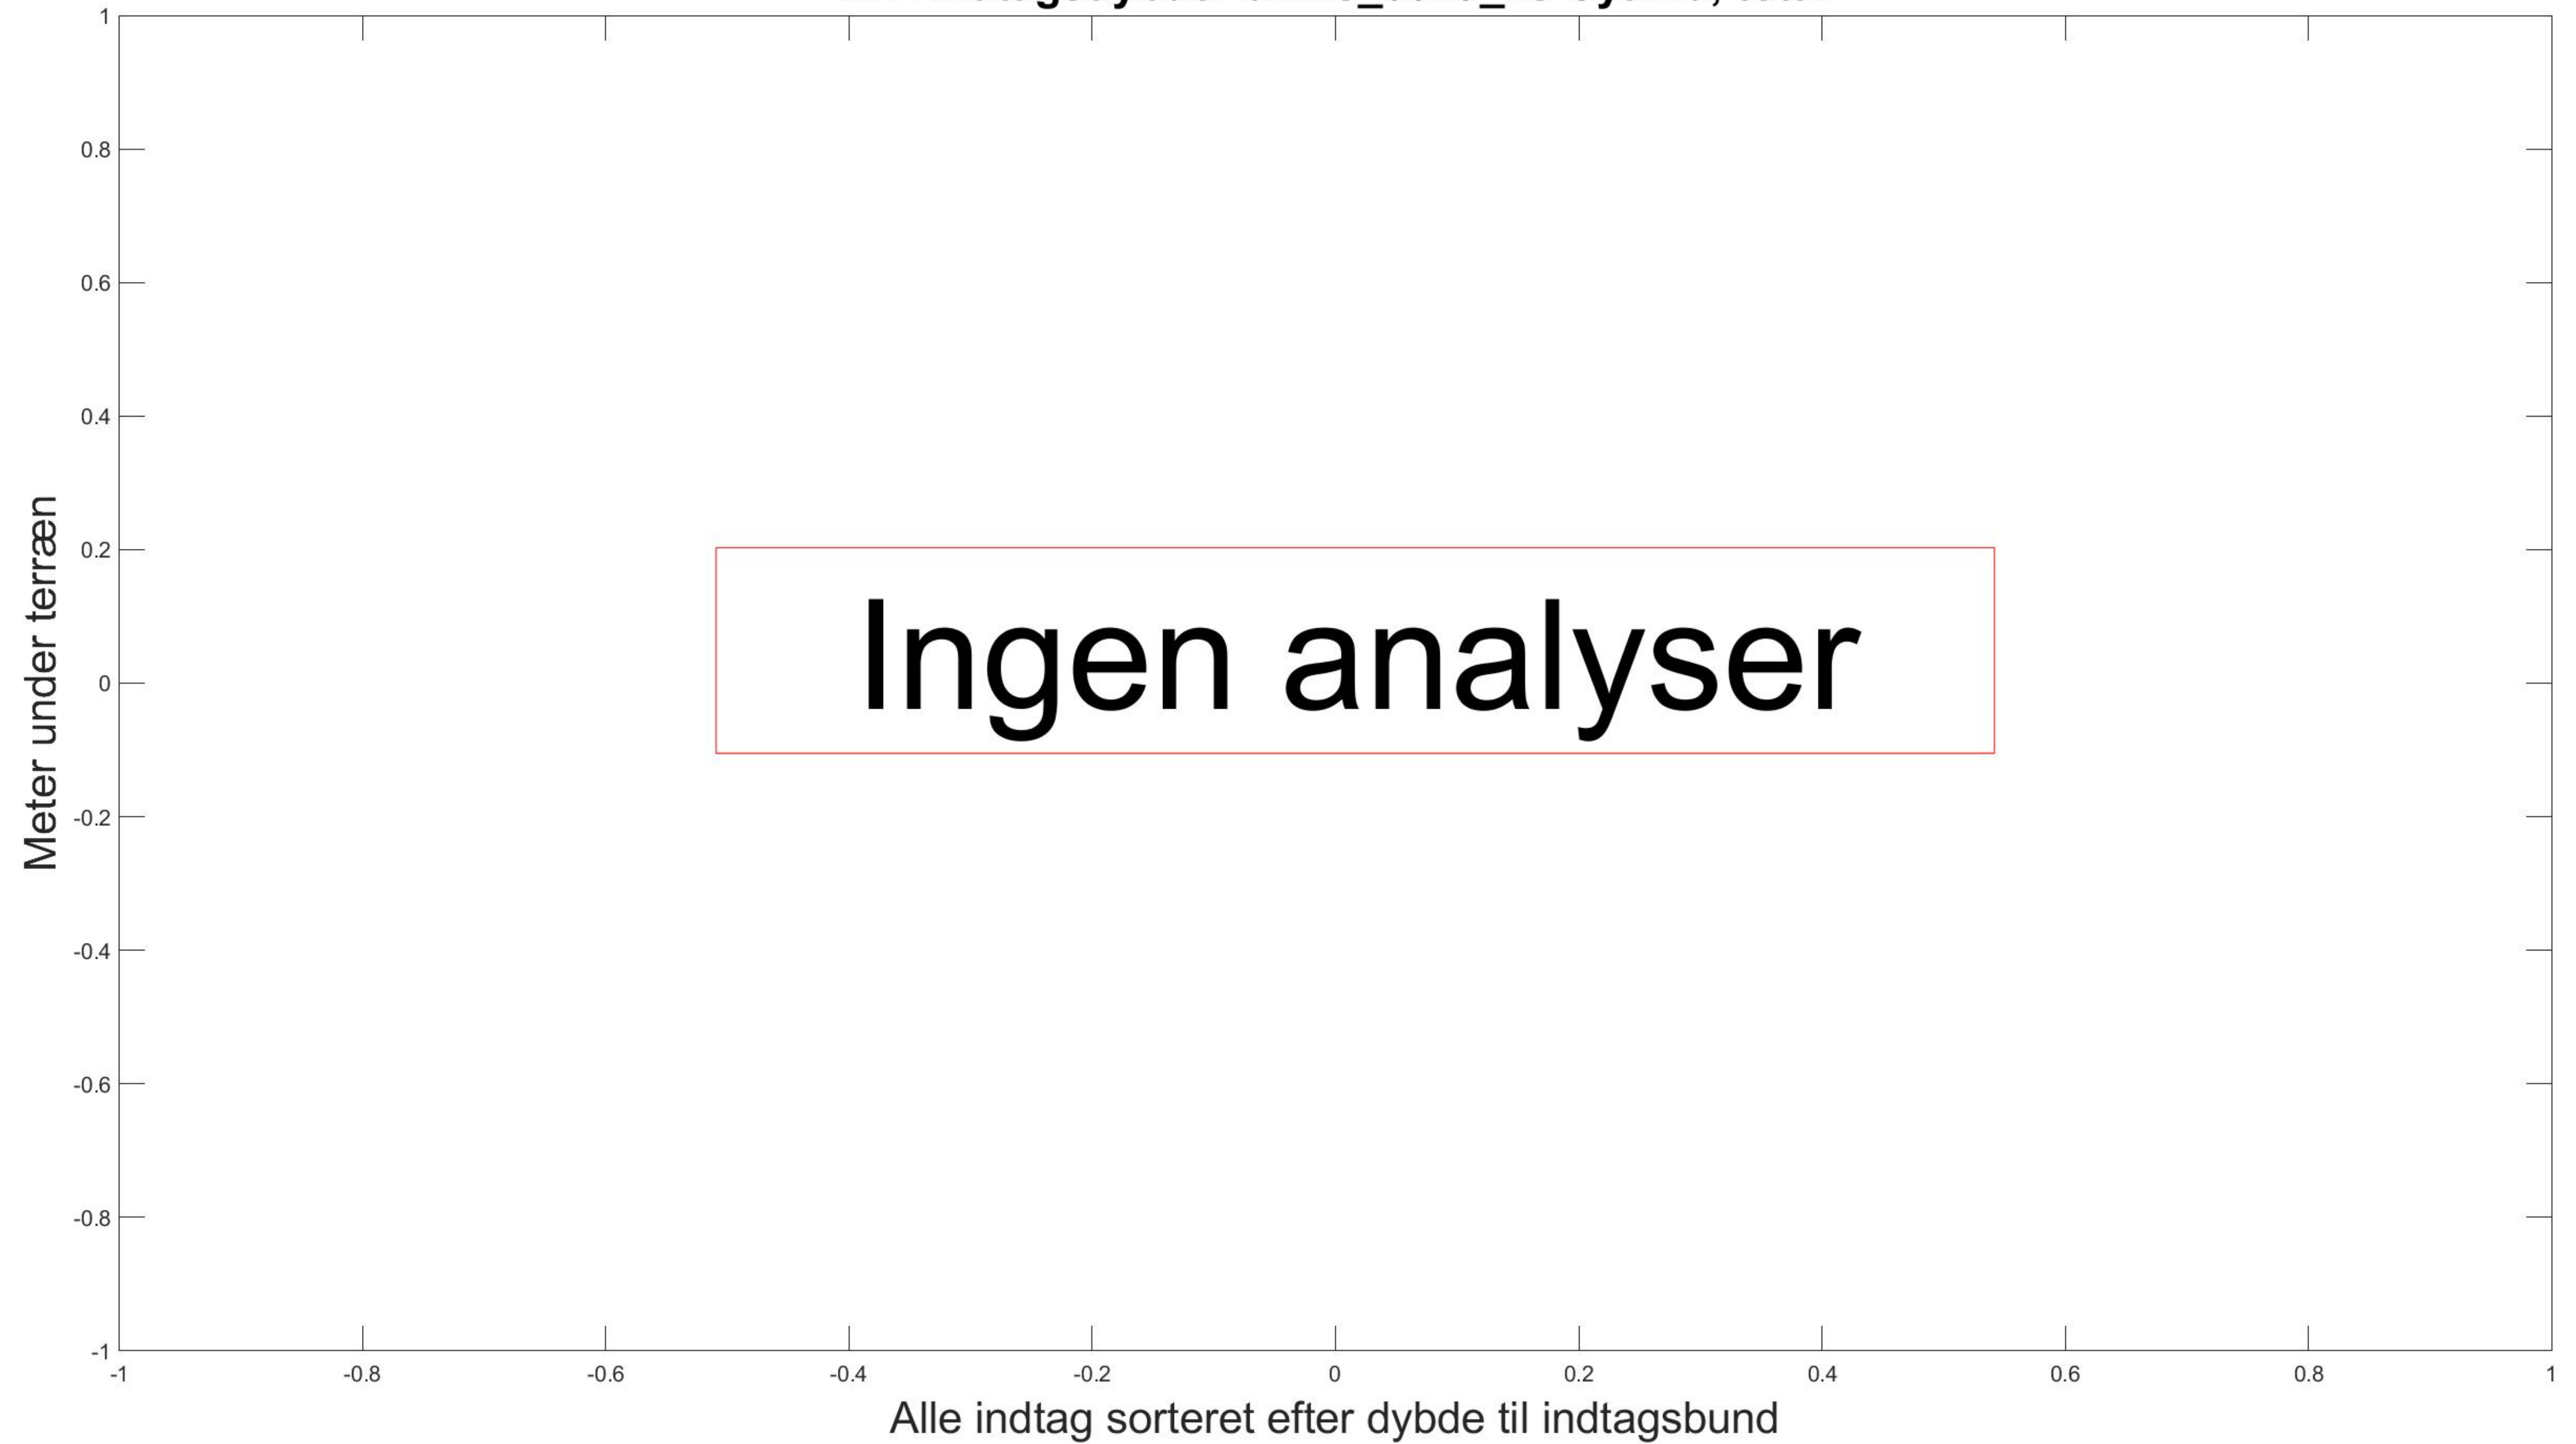 1
0.8
0.6
0.4
0.2
0
-0.2
-0.4
-0.6
-0.8
-1
Meter under terræn
Ingen analyser
-1 -0.8 -0.6 -0.4 -0.2 0 0.2 0.4 0.6 0.8 1
Alle indtag sorteret efter dybde til indtagsbund